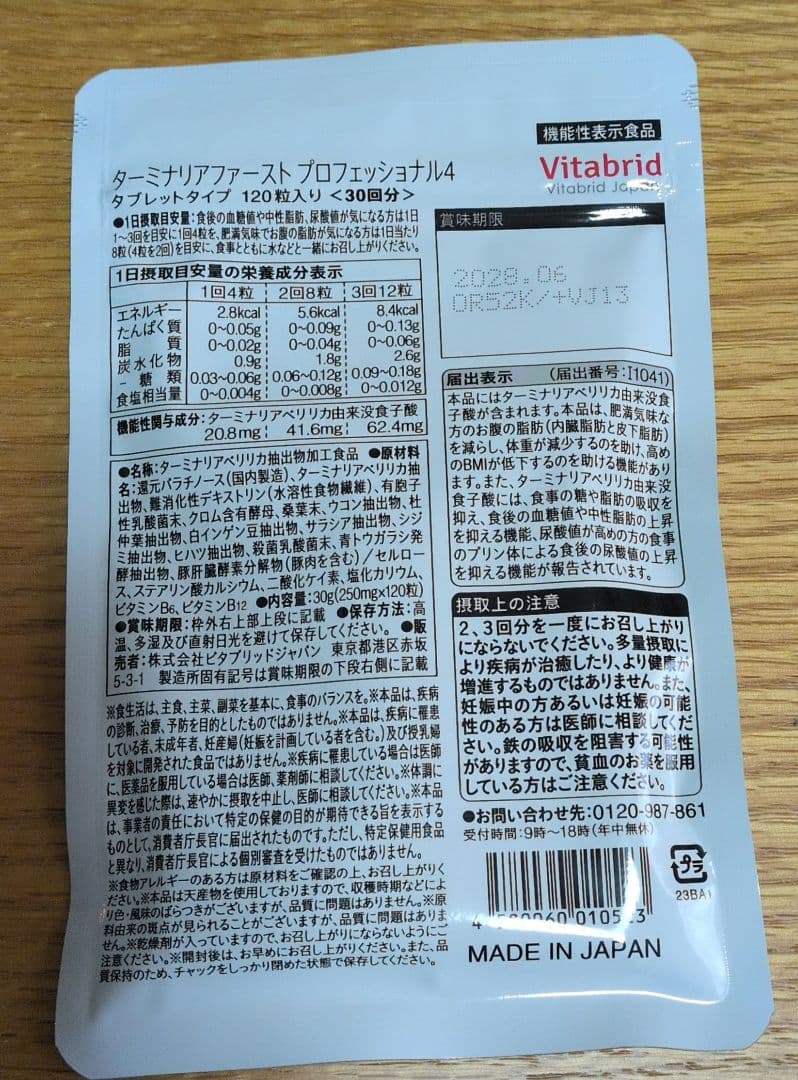 機能性表示食品
Vitabrid
Vitabrid Japan
ターミナリアファースト プロフェッショナル4
タブレットタイプ 120粒入り <30回分>
●1日摂取目安量:食後の血糖値や中性脂肪、尿酸値が気になる方は1日
1〜3回を目安に1回4粒を、肥満気味でお腹の脂肪が気になる方は1日当たり
8粒(4粒を2回)を目安に、食事とともに水などと一緒にお召し上がりください。
1日摂取目安量の栄養成分表示
1回4粒 2回8粒 3回12粒
エネルギー 2.8kcal 5.6kcal 8.4kcal
たんぱく質 0~0.05g 0~0.09g 0~0.13g
脂質 0~0.02g 0~0.04g 0~0.06g
炭水化物 0.9g 1.8g 2.6g
- 糖類 0.03~0.06g 0.06~0.12g 0.09~0.18g
食塩相当量 0~0.004g 0~0.008g 0~0.012g
機能性関与成分:ターミナリアベリリカ由来没食子酸
20.8mg 41.6mg 62.4mg
●名称:ターミナリアベリリカ抽出物加工食品 ●原材料
名:還元パラチノース(国内製造)、ターミナリアベリリカ抽
出物、難消化性デキストリン(水溶性食物繊維)、有胞子
性乳酸菌末、クロム含有酵母、桑葉末、ウコン抽出物、杜
仲葉抽出物、白インゲン豆抽出物、サラシア抽出物、シジ
ミ抽出物、ヒハツ抽出物、殺菌乳酸菌末、青トウガラシ発
酵抽出物、豚肝臓酵素分解物(豚肉を含む)/セルロー
ス、ステアリン酸カルシウム、二酸化ケイ素、塩化カリウム、
ビタミンB6、ビタミンB12 ●内容量:30g(250mg×120粒)
●賞味期限:枠外右上部上段に記載 ●保存方法:高
温、多湿及び直射日光を避けて保存してください。 ●販
売者:株式会社ビタブリッドジャパン 東京都港区赤坂
5-3-1 製造所固有記号は賞味期限の下段右側に記載
※食生活は、主食、主菜、副菜を基本に、食事のバランスを。※本品は、疾病
の診断、治療、予防を目的としたものではありません。※本品は、疾病に罹患
している者、未成年者、妊産婦(妊娠を計画している者を含む。)及び授乳婦
を対象に開発された食品ではありません。※疾病に罹患している場合は医師
に、医薬品を服用している場合は医師、薬剤師に相談してください。※体調に
異変を感じた際は、速やかに摂取を中止し、医師に相談してください。※本品
は、事業者の責任において特定の保健の目的が期待できる旨を表示する
ものとして、消費者庁長官に届出されたものです。ただし、特定保健用食品
と異なり、消費者庁長官による個別審査を受けたものではありません。
※食物アレルギーのある方は原材料をご確認の上、お召し上がりく
ださい。※本品は天産物を使用しておりますので、収穫時期などによ
り色・風味のばらつきがございますが、品質に問題はありません。※原
料由来の斑点が見られることがございますが、品質に問題はありま
せん。※乾燥剤が入っていますので、お召し上がりにならないようにご
注意ください。※開封後は、お早めにお召し上がりください。また、品
質保持のため、チャックをしっかり閉めた状態で保存してください。
賞味期限
2028.06
0R52K/+VJ13
届出表示 (届出番号:I1041)
本品にはターミナリアベリリカ由来没食
子酸が含まれます。本品は、肥満気味な
方のお腹の脂肪(内臓脂肪と皮下脂肪)
を減らし、体重が減少するのを助け、高め
のBMIが低下するのを助ける機能があり
ます。また、ターミナリアベリリカ由来没
食子酸には、食事の糖や脂肪の吸収を
抑え、食後の血糖値や中性脂肪の上昇
を抑える機能、尿酸値が高めの方の食事
のプリン体による食後の尿酸値の上昇
を抑える機能が報告されています。
摂取上の注意
2、3回分を一度にお召し上がり
にならないでください。多量摂取に
より疾病が治癒したり、より健康が
増進するものではありません。また、
妊娠中の方あるいは妊娠の可能
性のある方は医師に相談してくだ
さい。鉄の吸収を阻害する可能性
がありますので、貧血のお薬を服用
している方はご注意ください。
●お問い合わせ先:0120-987-861
受付時間:9時〜18時(年中無休)
プラ
23BA1
MADE IN JAPAN